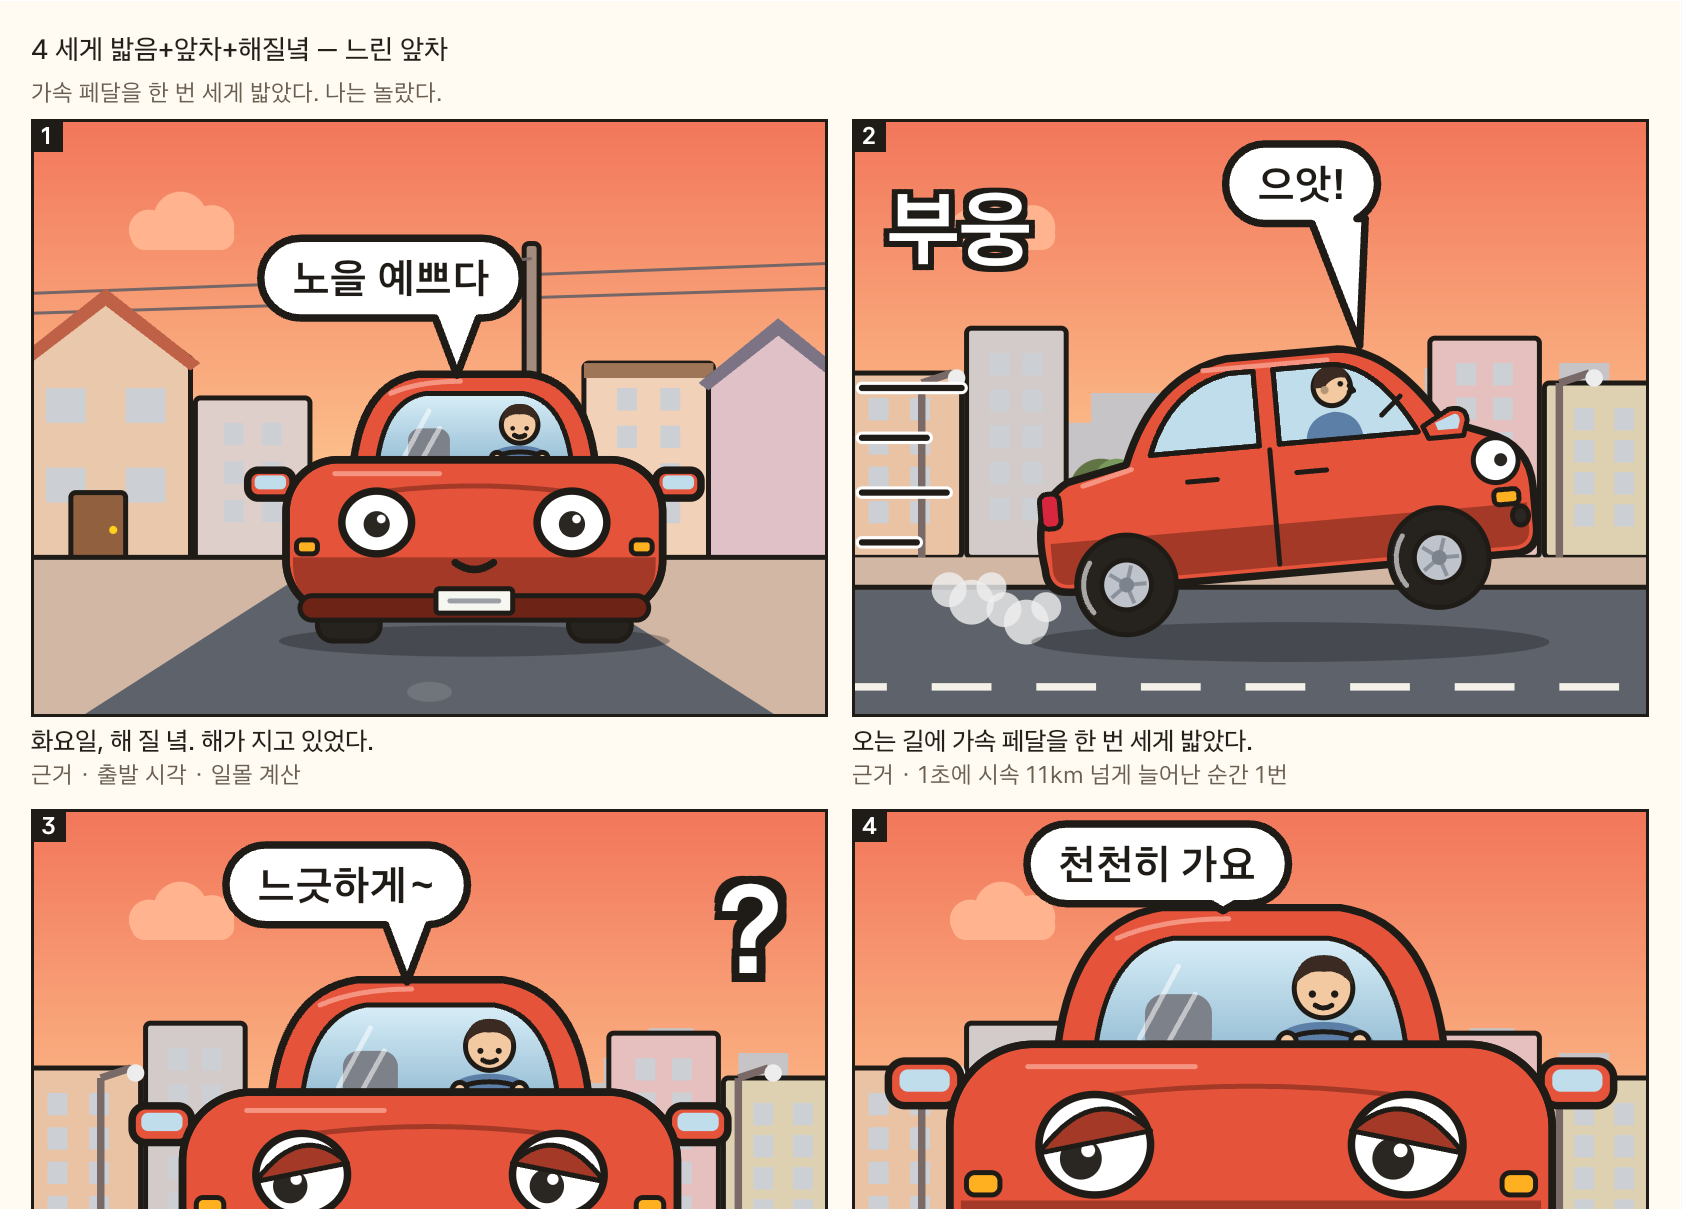 4 세게 밟음+앞차+해질녘 — 느린 앞차
가속 페달을 한 번 세게 밟았다. 나는 놀랐다.
1
노을 예쁘다
2
부웅
으앗!
화요일, 해 질 녘. 해가 지고 있었다.
근거 · 출발 시각 · 일몰 계산
오는 길에 가속 페달을 한 번 세게 밟았다.
근거 · 1초에 시속 11km 넘게 늘어난 순간 1번
3
느긋하게~
?
4
천천히 가요